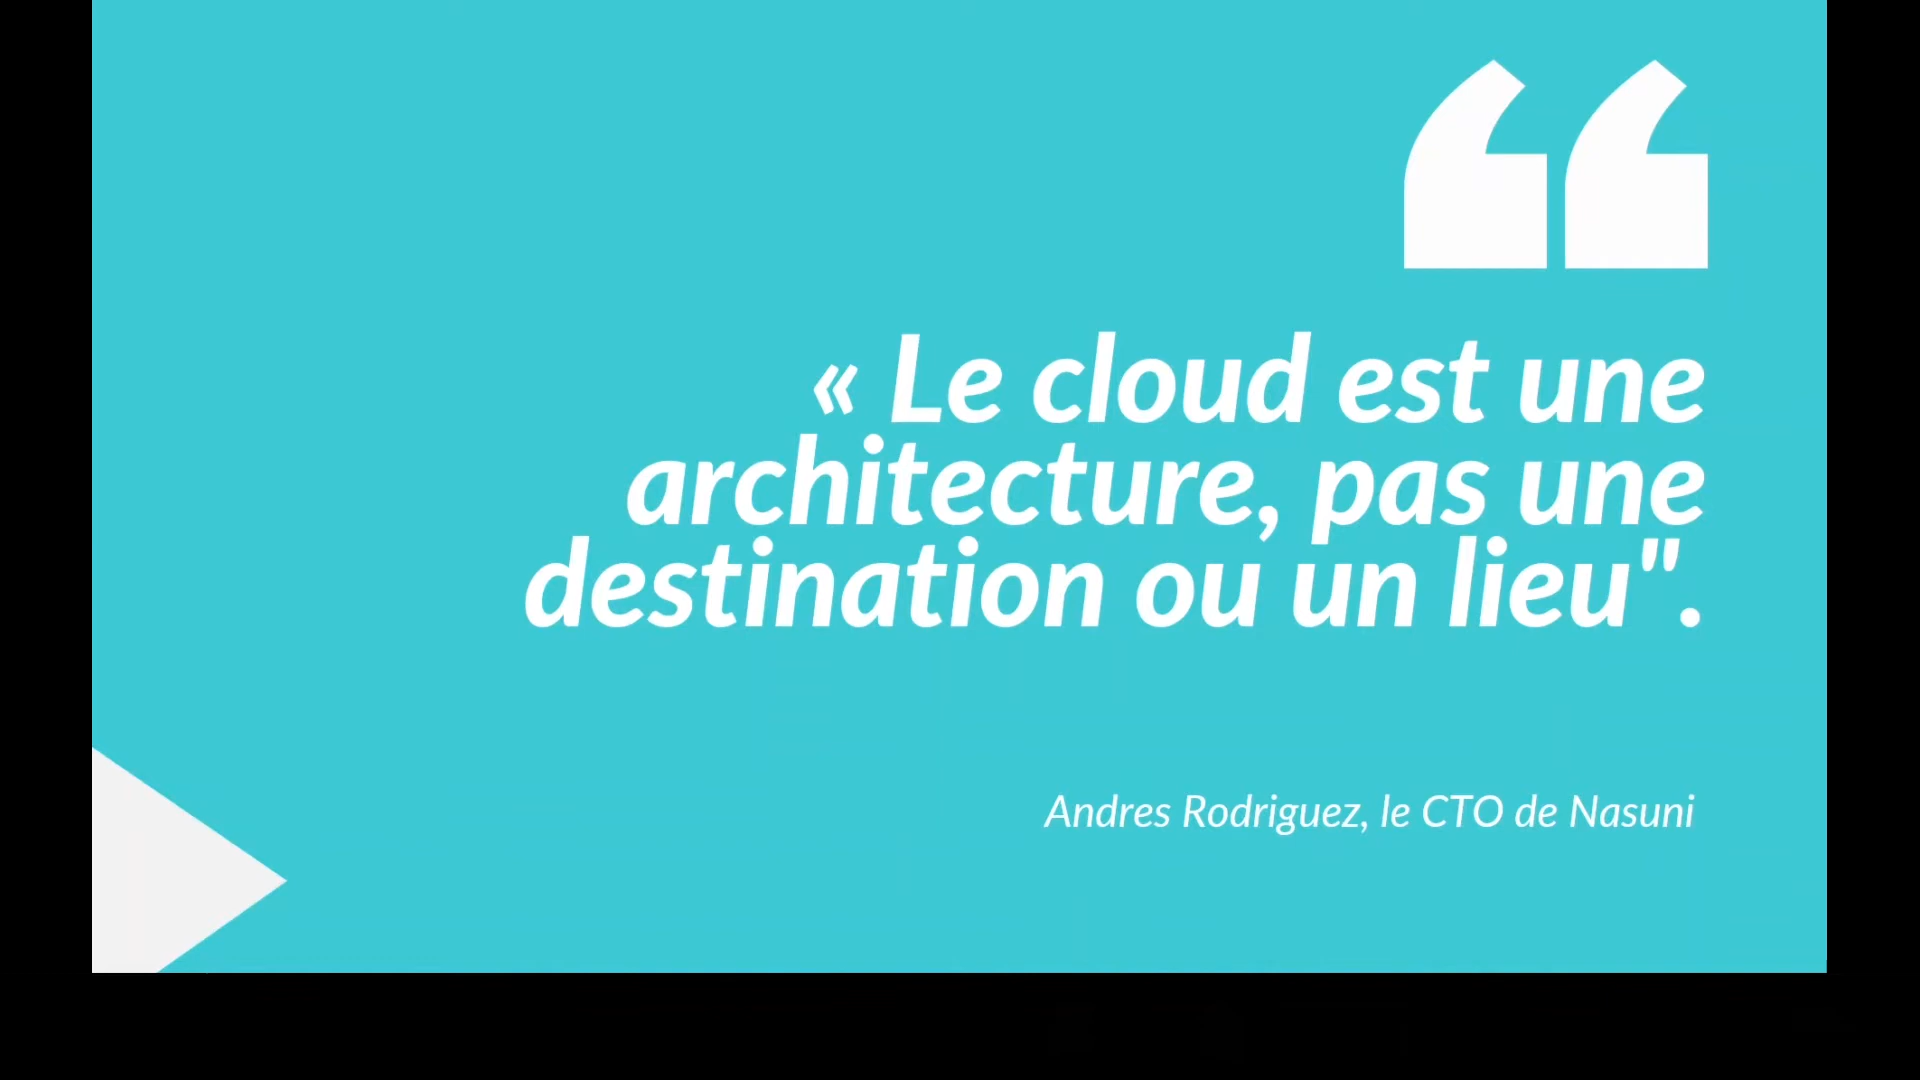 « Le cloud est une
architecture, pas une
destination ou un lieu".
Andres Rodriguez, le CTO de Nasuni